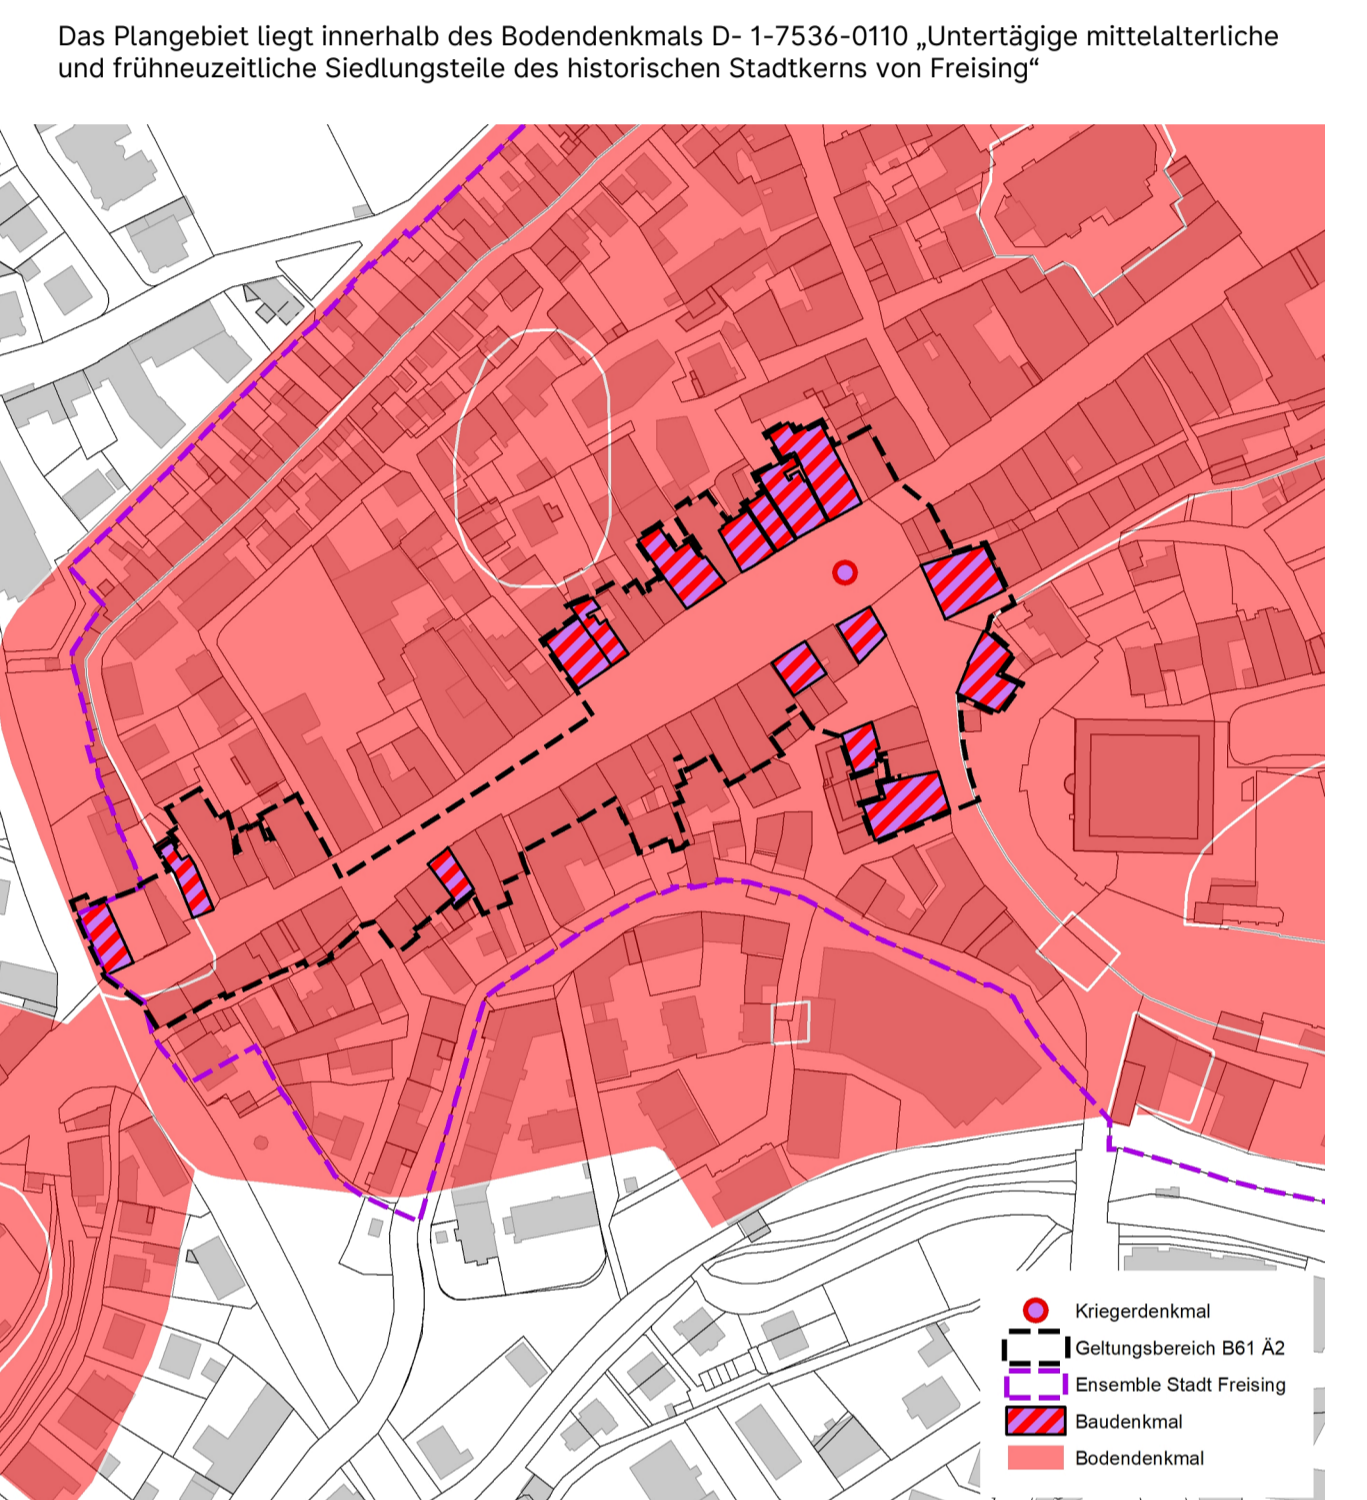 Das Plangebiet liegt innerhalb des Bodendenkmals D- 1-7536-0110 „Untertägige mittelalterliche
und frühneuzeitliche Siedlungsteile des historischen Stadtkerns von Freising“
Kriegerdenkmal
Geltungsbereich B61 Ä2
Ensemble Stadt Freising
Baudenkmal
Bodendenkmal